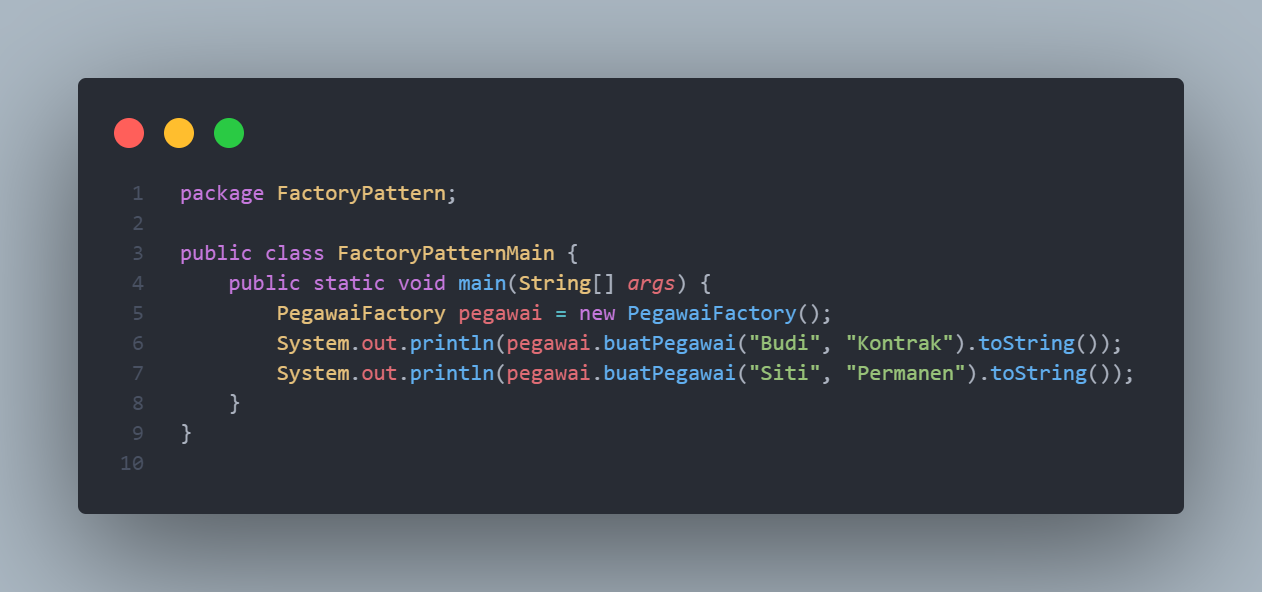 1 package FactoryPattern;
2
3 public class FactoryPatternMain {
4     public static void main(String[] args) {
5         PegawaiFactory pegawai = new PegawaiFactory();
6         System.out.println(pegawai.buatPegawai("Budi", "Kontrak").toString());
7         System.out.println(pegawai.buatPegawai("Siti", "Permanen").toString());
8     }
9 }
10